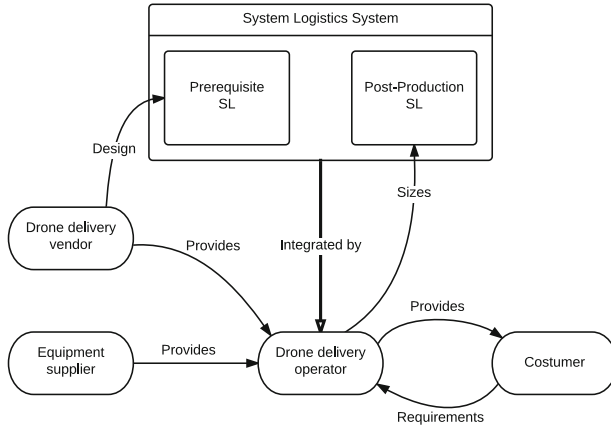 System Logistics System
Prerequisite
SL
Post-Production
SL
Design
Sizes
Drone delivery
vendor
Provides
Integrated by
Equipment
supplier
Provides
Drone delivery
operator
Provides
Costumer
Requirements